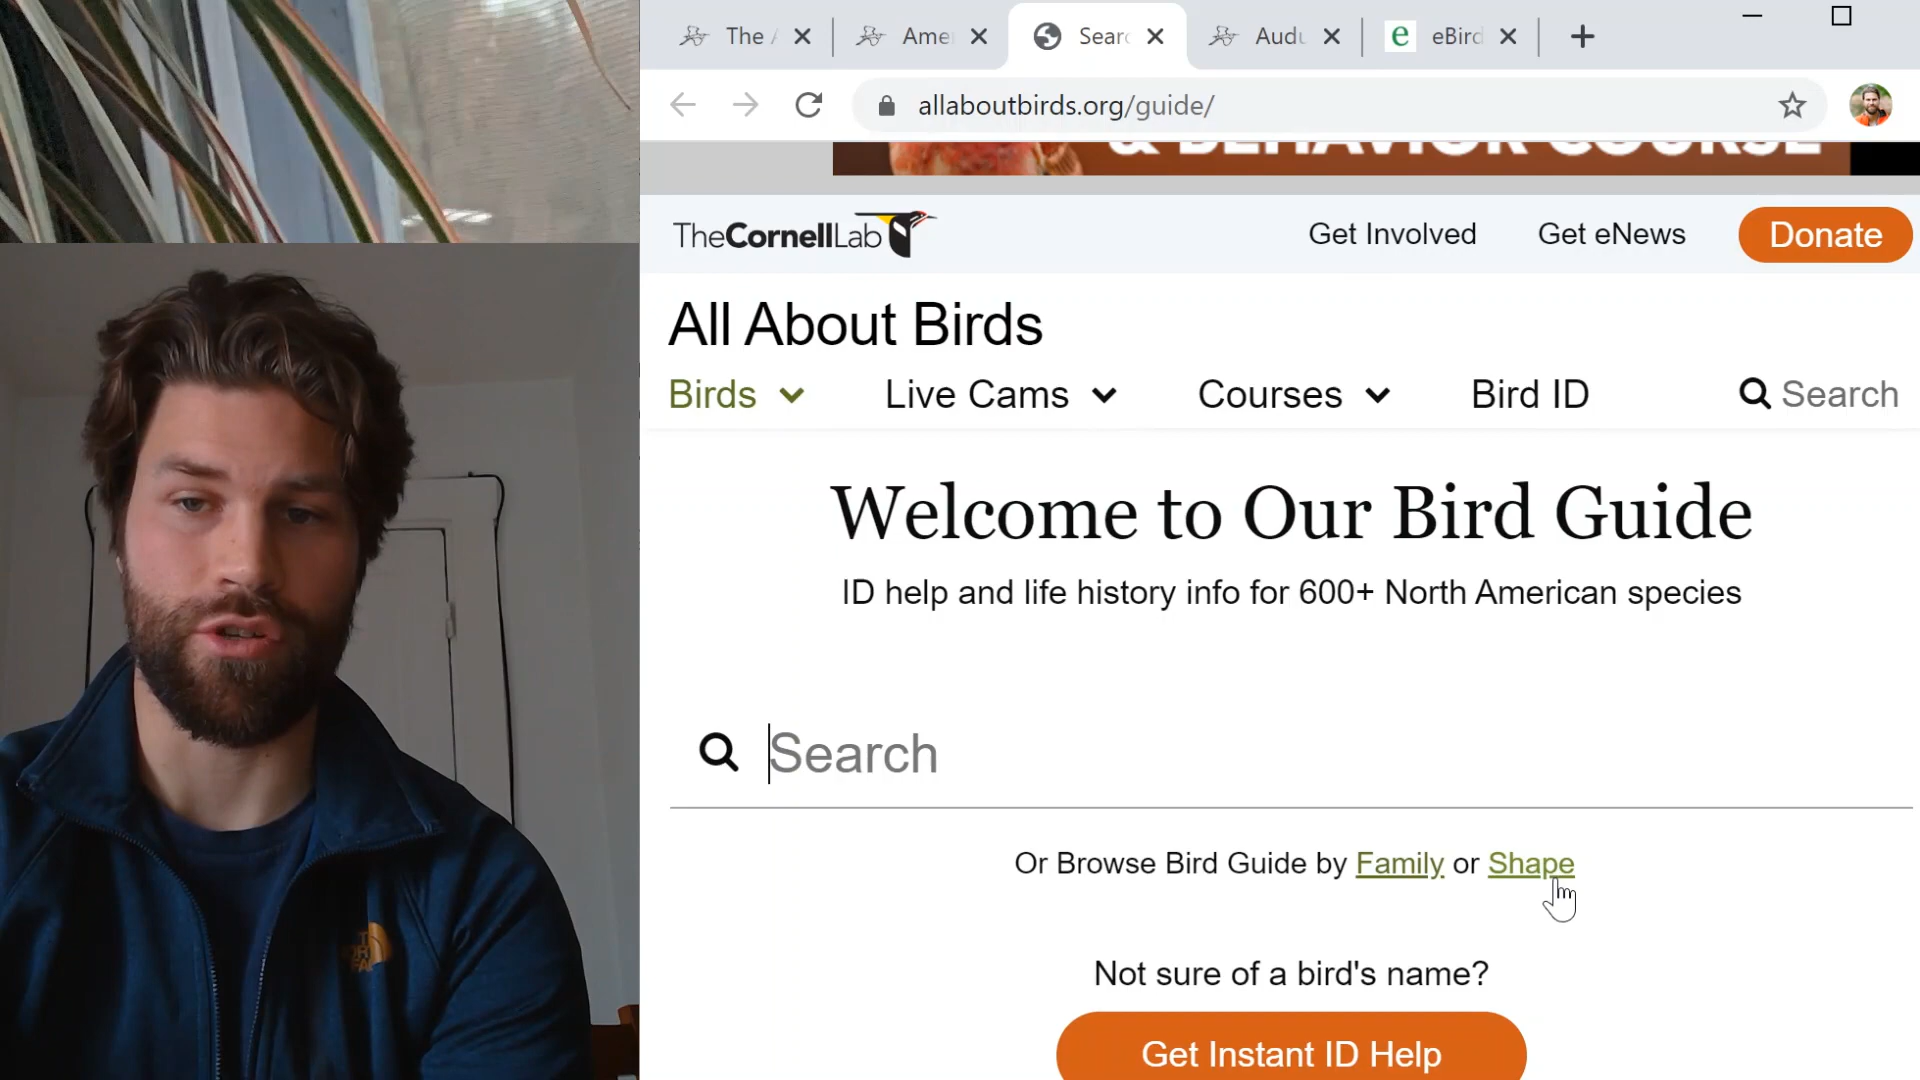 The
Ame
Sear
Audu
eBird
allaboutbirds.org/guide/
& BEHAVIOR COURSE
TheCornellLab
Get Involved
Get eNews
Donate
All About Birds
Birds
Live Cams
Courses
Bird ID
Search
Welcome to Our Bird Guide
ID help and life history info for 600+ North American species
Search
Or Browse Bird Guide by Family or Shape
Not sure of a bird's name?
Get Instant ID Help